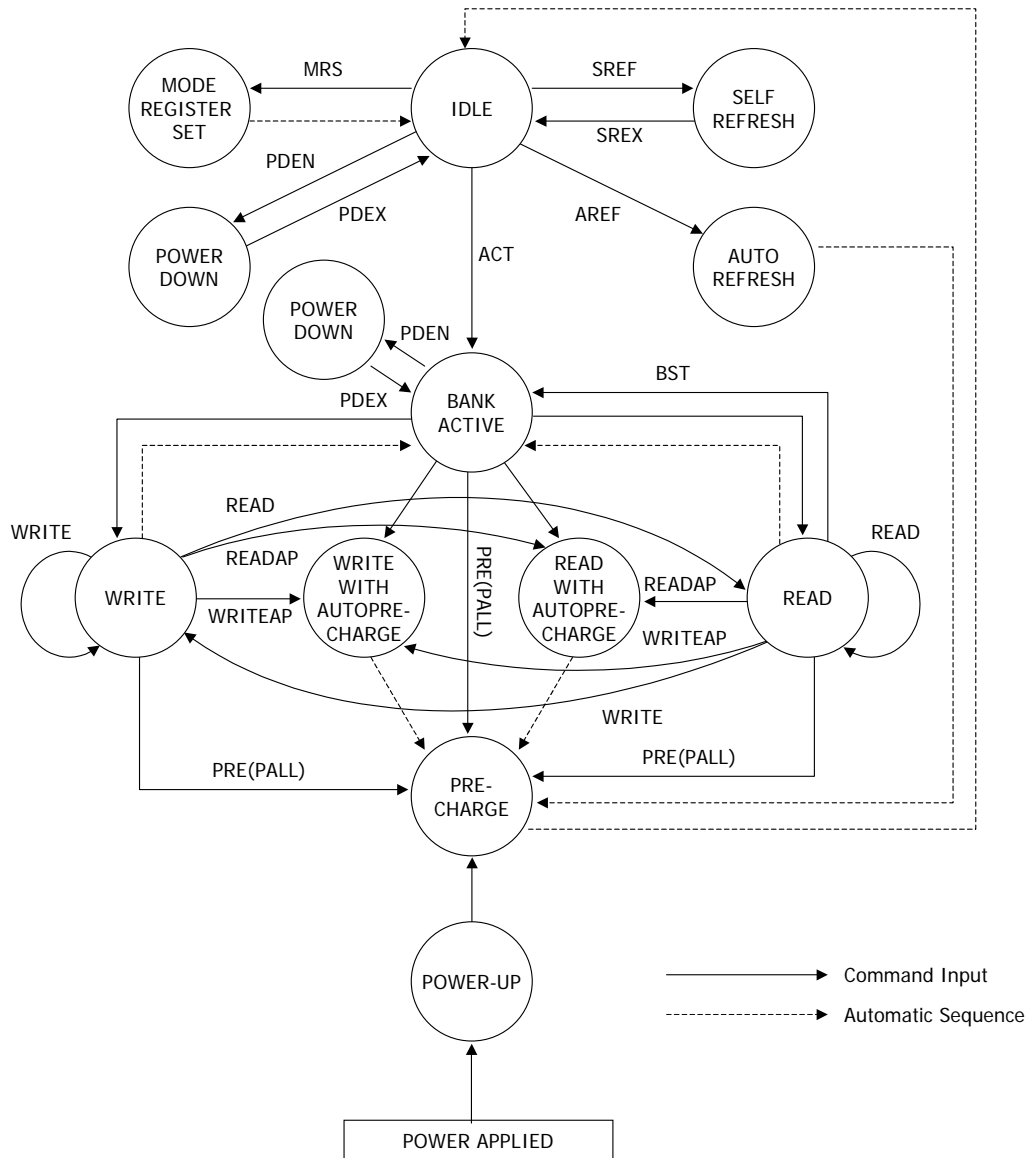 MRS
SREF
MODE
REGISTER
SET
IDLE
SELF
REFRESH
SREX
PDEN
PDEX
AREF
POWER
DOWN
ACT
AUTO
REFRESH
POWER
DOWN
PDEN
PDEX
BST
BANK
ACTIVE
READ
WRITE
READ
READAP
WRITE
WRITEAP
WRITE
WITH
AUTOPRE-
CHARGE
PRE(PALL)
READ
WITH
AUTOPRE-
CHARGE
READADP
READ
WRITEAP
WRITE
PRE(PALL)
PRE(PALL)
PRE-
CHARGE
POWER-UP
Command Input
Automatic Sequence
POWER APPLIED